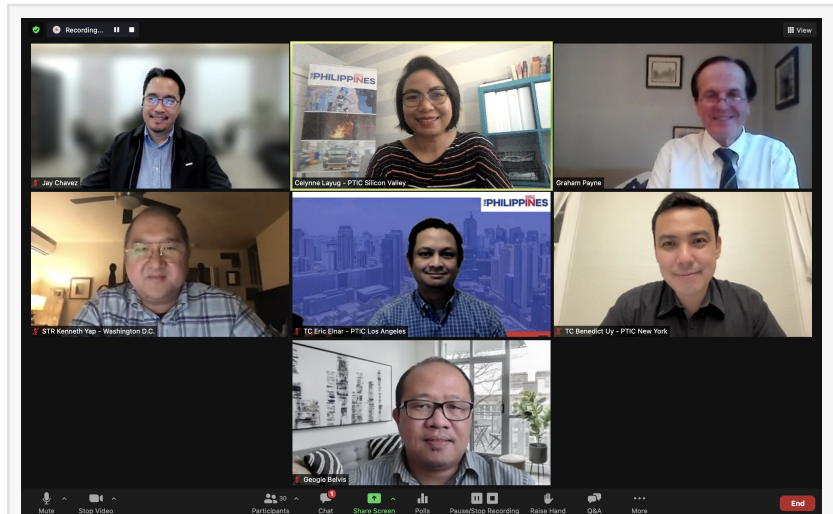 Recording...
View
THE PHILIPPINES
Jay Chavez
Celynne Layug - PTIC Silicon Valley
Graham Payne
THE PHILIPPINES
STR Kenneth Yap - Washington D.C.
TC Eric Elnar - PTIC Los Angeles
TC Benedict Uy - PTIC New York
Geogie Belvis
Mute
Stop Video
Participants
30
Chat
1
Share Screen
Polls
Pause/Stop Recording
Raise Hand
Q&A
More
End